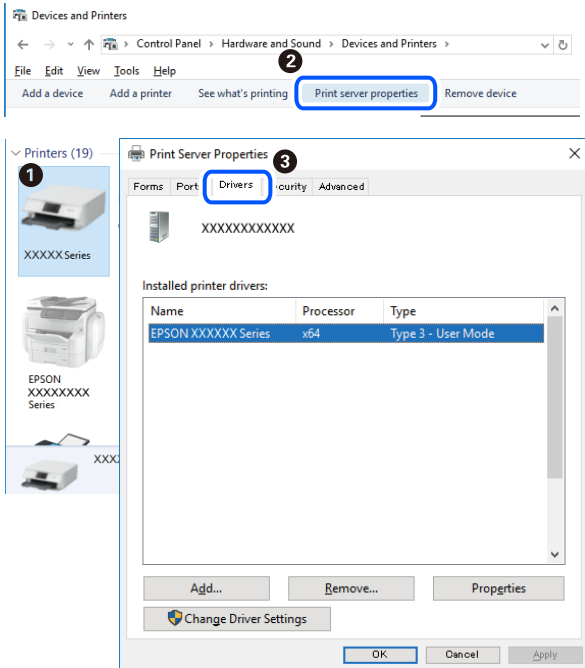 Devices and Printers
Control Panel > Hardware and Sound > Devices and Printers >
2
File Edit View Tools Help
Add a device Add a printer See what's printing Print server properties Remove device
Printers (19)
1
XXXXX Series
EPSON
XXXXXXXX
Series
XXX
Print Server Properties
3
Forms Port Drivers curity Advanced
XXXXXXXXXXXX
Installed printer drivers:
Name Processor Type
EPSON XXXXXX Series x64 Type 3 - User Mode
Add... Remove... Properties
Change Driver Settings
OK Cancel Apply